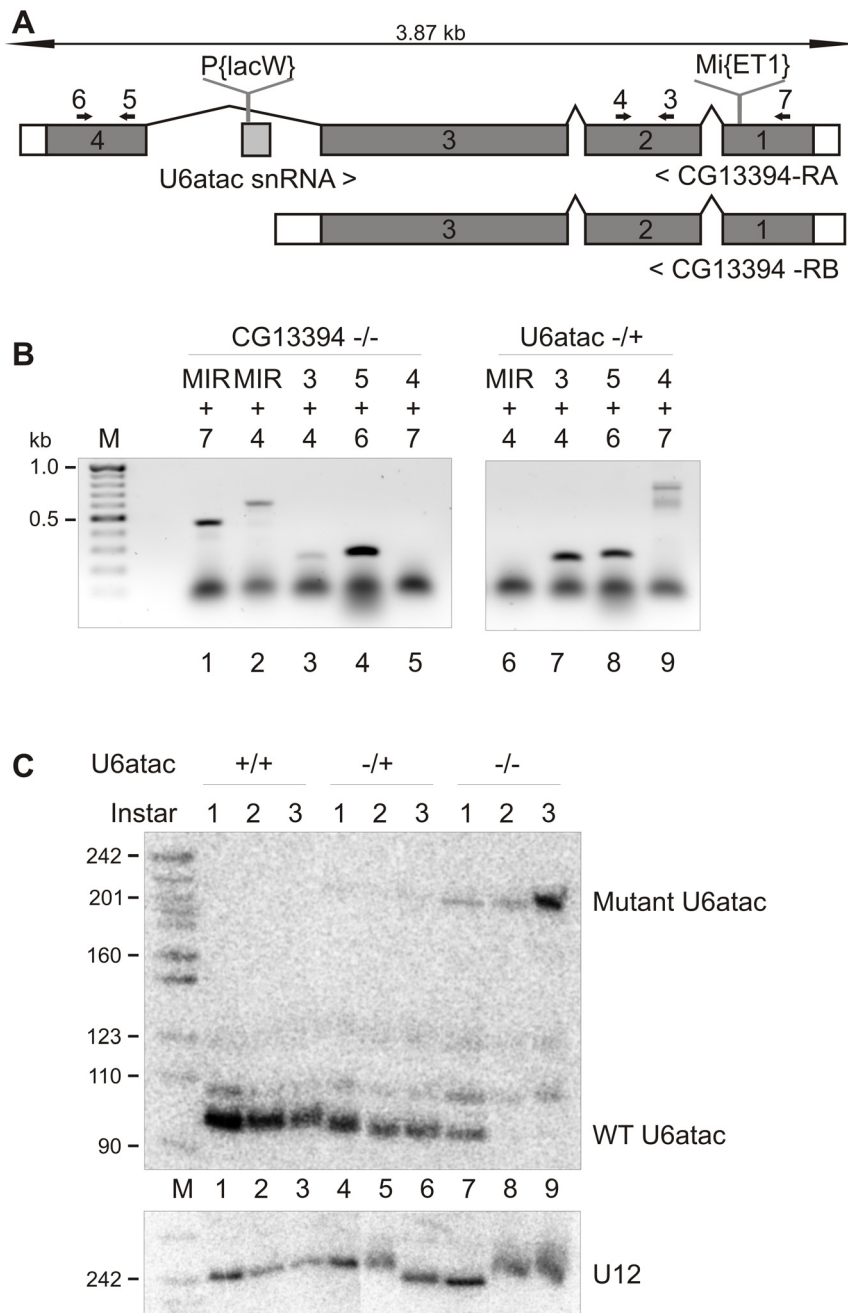 A
3.87 kb
P{lacW} Mi{ET1}
6 5 4 3 7
4 3 2 1
U6atac snRNA > < CG13394-RA
3 2 1
< CG13394 -RB
B
CG13394 -/- U6atac -/+
MIR MIR 3 5 4 MIR 3 5 4
+ + + + + + + + +
kb M 7 4 4 6 7 4 4 6 7
1.0
0.5
1 2 3 4 5 6 7 8 9
C
U6atac +/+ -/+ -/-
Instar 1 2 3 1 2 3 1 2 3
242
201 Mutant U6atac
160
123
110
90 WT U6atac
M 1 2 3 4 5 6 7 8 9
242 U12